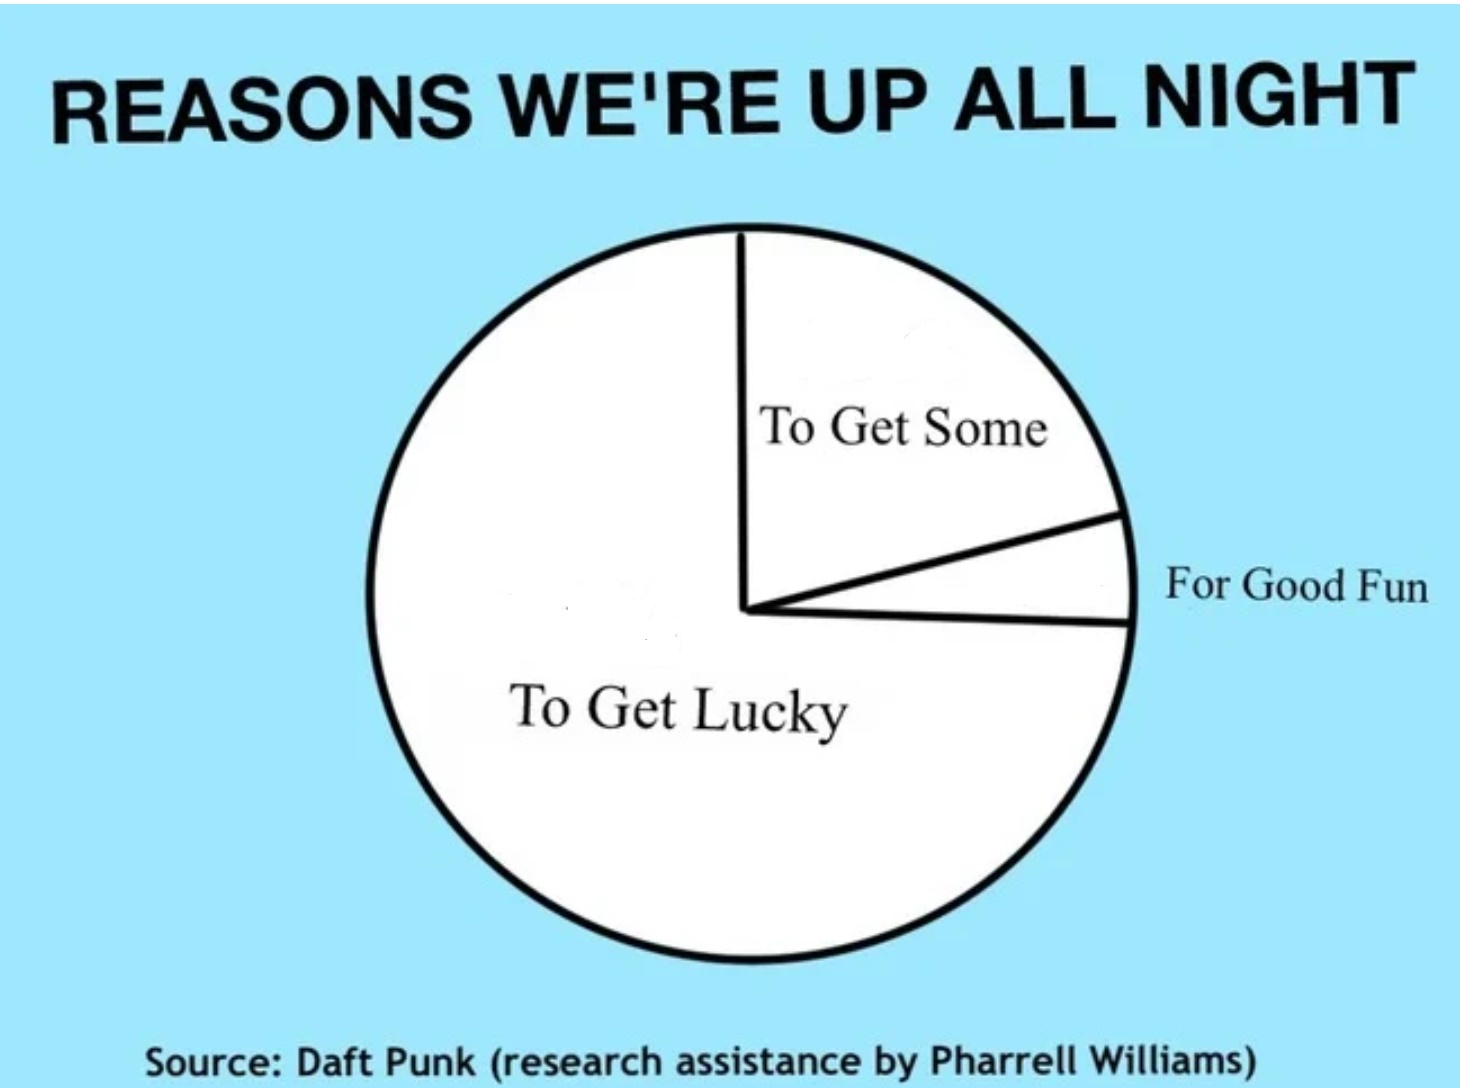 REASONS WE'RE UP ALL NIGHT
To Get Some
For Good Fun
To Get Lucky
Source: Daft Punk (research assistance by Pharrell Williams)